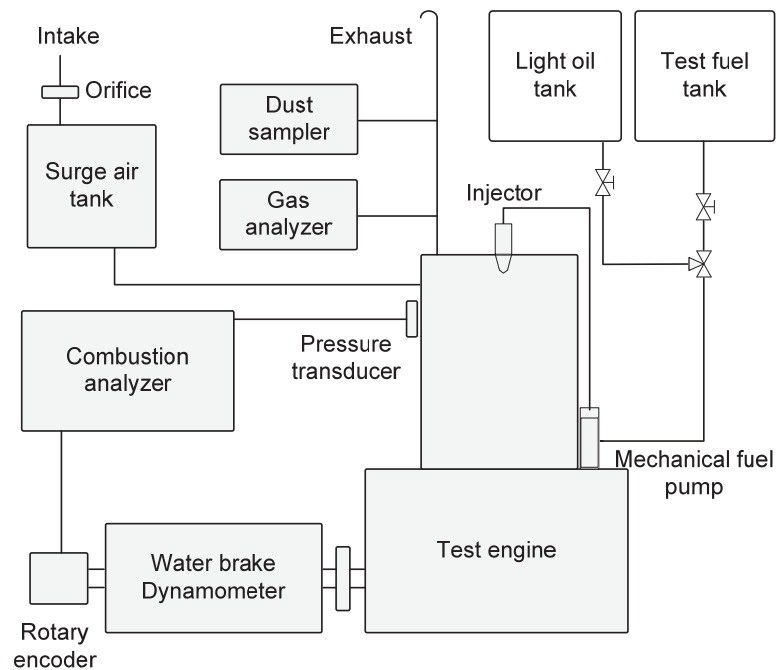 Intake
Exhaust
Orifice
Light oil
tank
Test fuel
tank
Dust
sampler
Surge air
tank
Gas
analyzer
Injector
Pressure
transducer
Combustion
analyzer
Mechanical fuel
pump
Test engine
Water brake
Dynamometer
Rotary
encoder